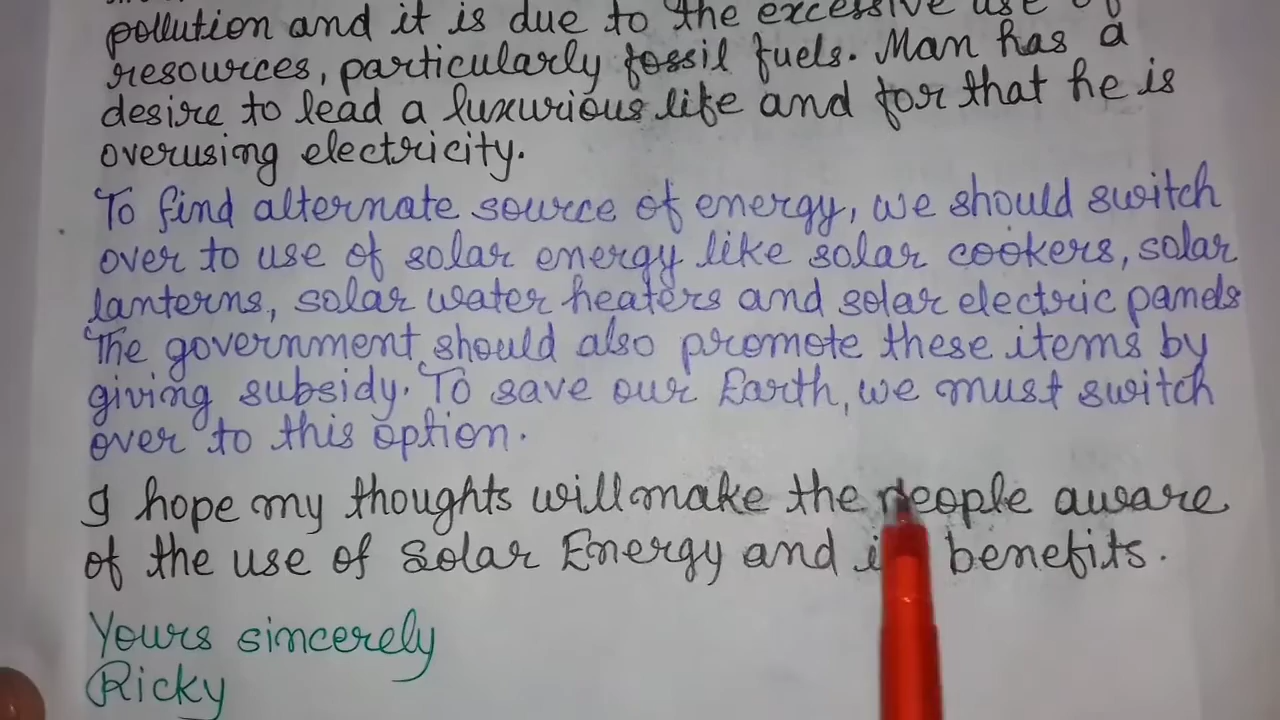 pollution and it is due to the excessive use of
resources, particularly fossil fuels. Man has a
desire to lead a luxurious life and for that he is
overusing electricity.
To find alternate source of energy, we should switch
over to use of solar energy like solar cookers, solar
lanterns, solar water heaters and solar electric panels
The government should also promote these items by
giving subsidy. To save our Earth, we must switch
over to this option.
I hope my thoughts will make the people aware
of the use of Solar Energy and benefits.
Yours sincerely
Ricky